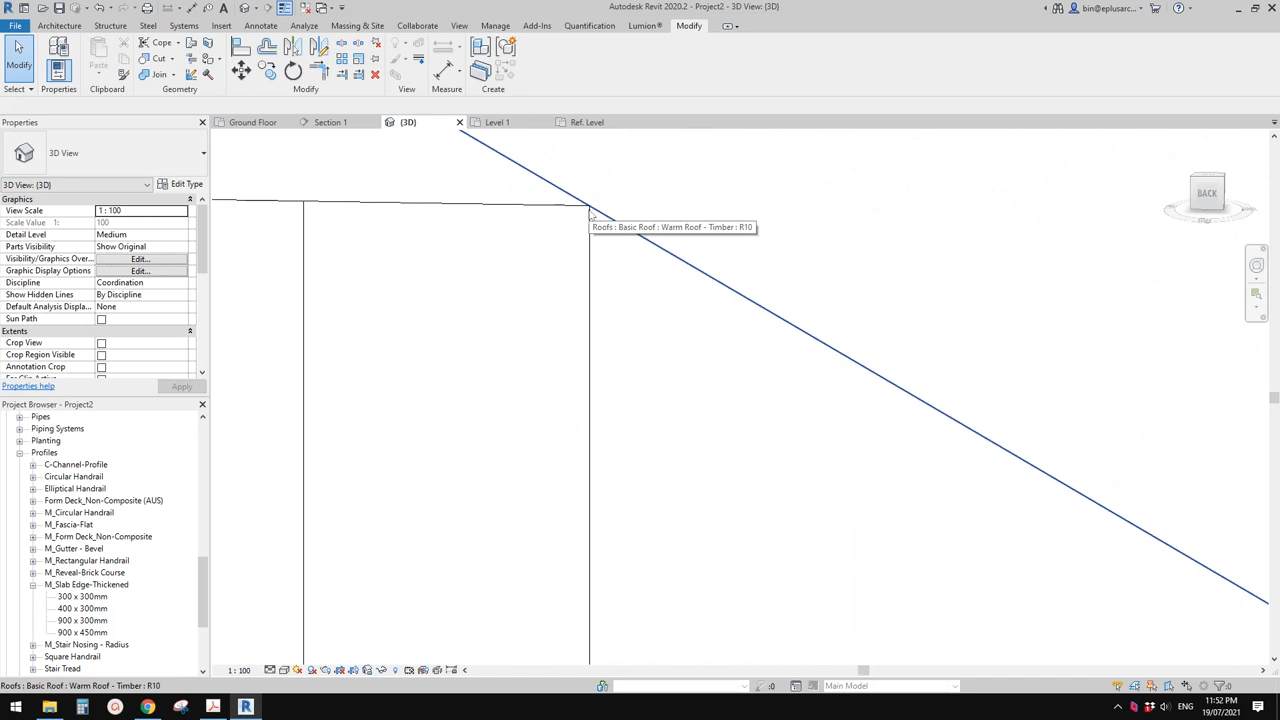 Autodesk Revit 2020.2 - Project2 - 3D View: {3D}
bin@eplusarc...
File Architecture Structure Steel Systems Insert Annotate Analyze Massing & Site Collaborate View Manage Add-Ins Quantification Lumion® Modify
Modify Properties Paste Cope Cut Join
Select Properties Clipboard Geometry Modify View Measure Create
Properties
Ground Floor Section 1 {3D} Level 1 Ref. Level
3D View
3D View: {3D} Edit Type
Graphics
View Scale 1 : 100
Scale Value 1: 100
Detail Level Medium
Parts Visibility Show Original
Visibility/Graphics Over... Edit...
Graphic Display Options Edit...
Discipline Coordination
Show Hidden Lines By Discipline
Default Analysis Displa... None
Sun Path
Extents
Crop View
Crop Region Visible
Annotation Crop
Properties help Apply
BACK
Roofs : Basic Roof : Warm Roof - Timber : R10
Project Browser - Project2
Pipes
Piping Systems
Planting
Profiles
C-Channel-Profile
Circular Handrail
Elliptical Handrail
Form Deck_Non-Composite (AUS)
M_Circular Handrail
M_Fascia-Flat
M_Form Deck_Non-Composite
M_Gutter - Bevel
M_Rectangular Handrail
M_Reveal-Brick Course
M_Slab Edge-Thickened
300 x 300mm
400 x 300mm
900 x 300mm
900 x 450mm
M_Stair Nosing - Radius
Square Handrail
Stair Tread
1 : 100
Roofs : Basic Roof : Warm Roof - Timber : R10 :0 Main Model :0
ENG 11:52 PM
19/07/2021